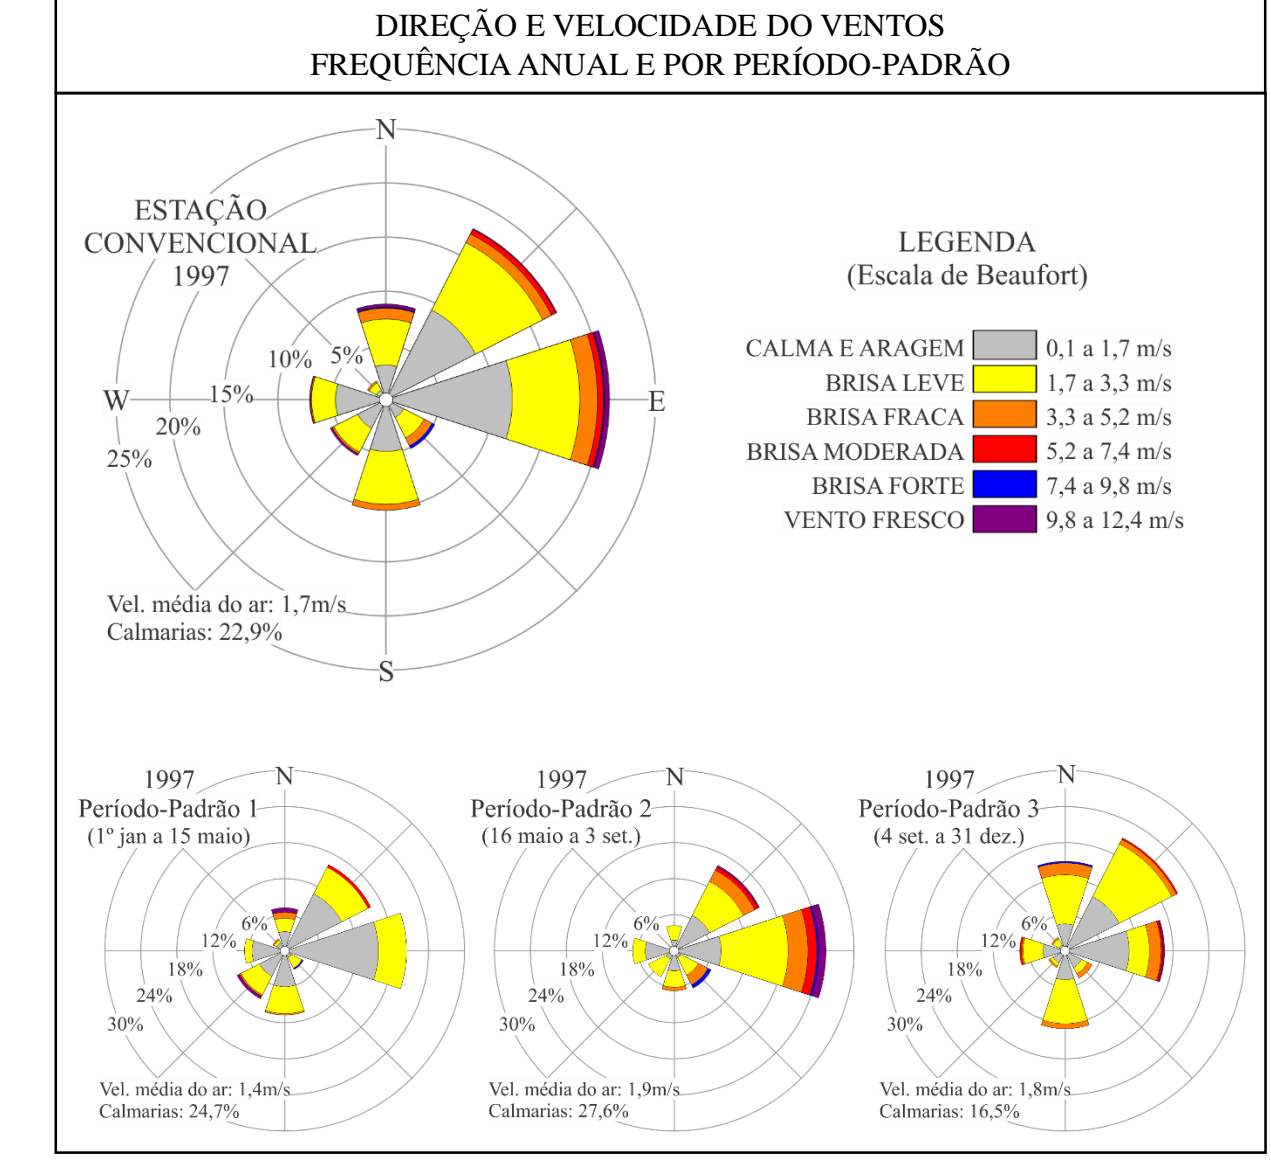 DIREÇÃO E VELOCIDADE DO VENTOS
FREQUÊNCIA ANUAL E POR PERÍODO-PADRÃO
N
ESTAÇÃO
CONVENCIONAL
1997
10%
5%
W
15%
E
20%
25%
Vel. média do ar: 1,7m/s
Calmarias: 22,9%
S
LEGENDA
(Escala de Beaufort)
CALMA E ARAGEM 0,1 a 1,7 m/s
BRISA LEVE 1,7 a 3,3 m/s
BRISA FRACA 3,3 a 5,2 m/s
BRISA MODERADA 5,2 a 7,4 m/s
BRISA FORTE 7,4 a 9,8 m/s
VENTO FRESCO 9,8 a 12,4 m/s
1997
N
Período-Padrão 1
(1º jan a 15 maio)
6%
12%
18%
24%
30%
Vel. média do ar: 1,4m/s
Calmarias: 24,7%
1997
N
Período-Padrão 2
(16 maio a 3 set.)
6%
12%
18%
24%
30%
Vel. média do ar: 1,9m/s
Calmarias: 27,6%
1997
N
Período-Padrão 3
(4 set. a 31 dez.)
6%
12%
18%
24%
30%
Vel. média do ar: 1,8m/s
Calmarias: 16,5%